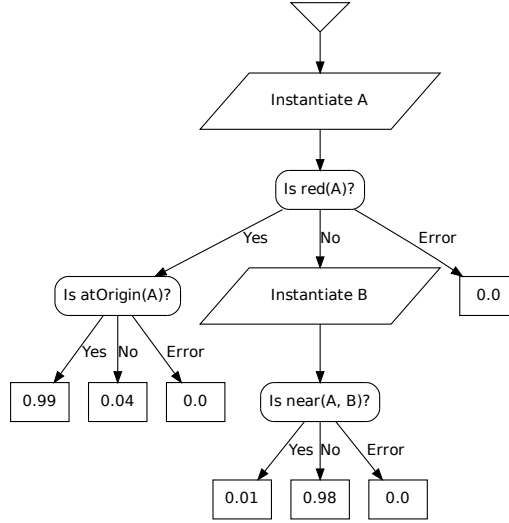 Instantiate A
Is red(A)?
Yes
No
Error
Is atOrigin(A)?
Instantiate B
0.0
Yes
No
Error
0.99
0.04
0.0
Is near(A, B)?
Yes
No
Error
0.01
0.98
0.0